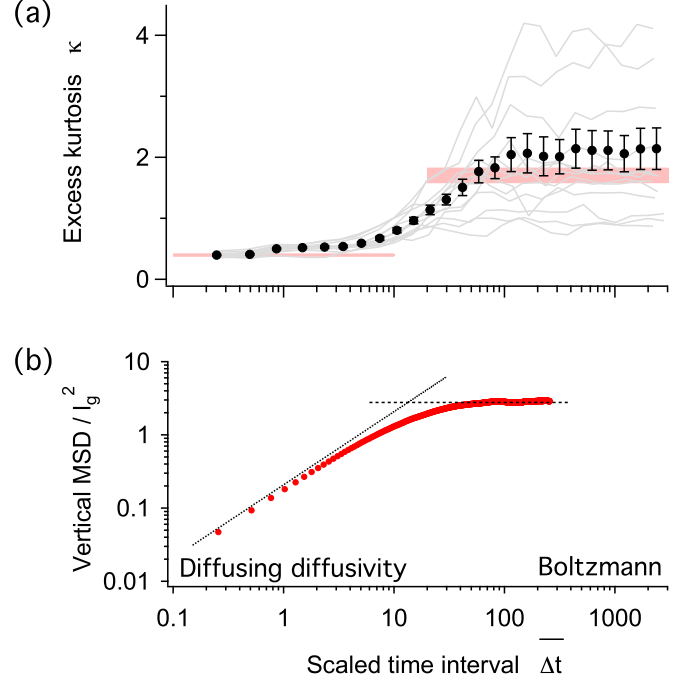 (a)
Excess kurtosis κ
4
2
0
(b)
Vertical MSD / l_g^2
10
1
0.1
0.01
Diffusing diffusivity
Boltzmann
0.1
1
10
100
1000
Scaled time interval Δt̅